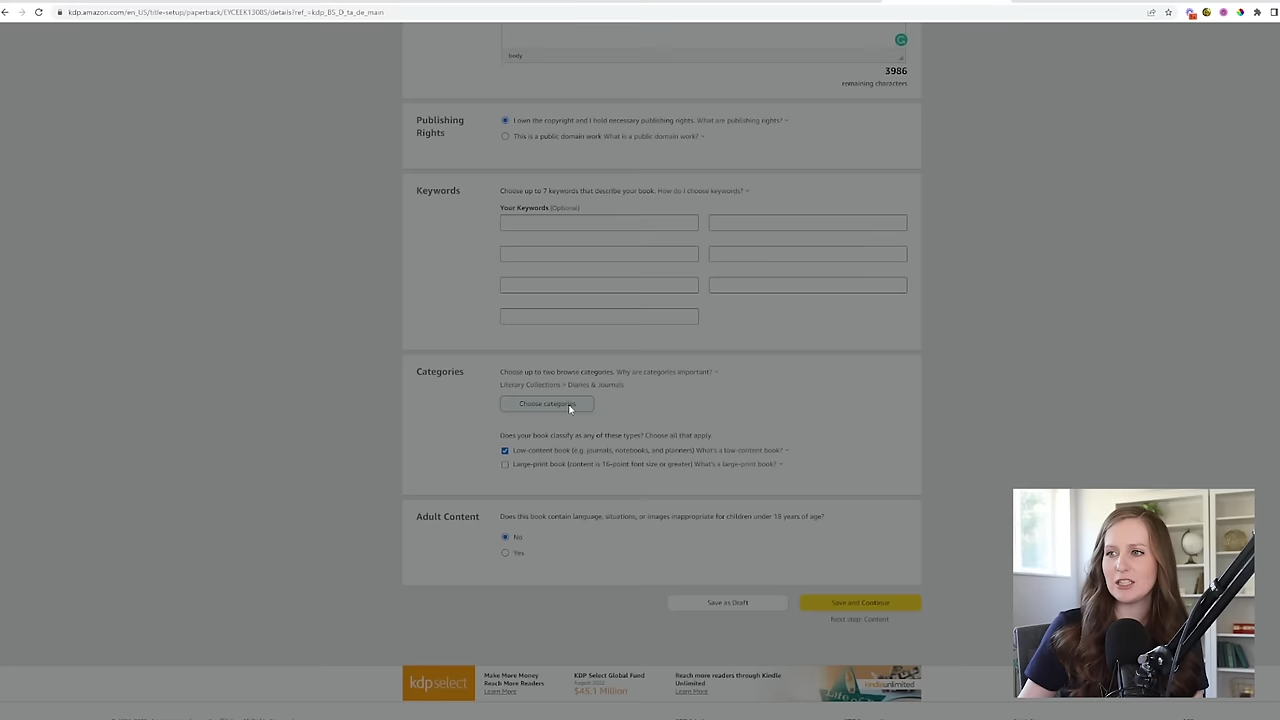 kdp.amazon.com/en_US/title-setup/paperback/EYCEEK1308S/details?ref_=kdp_BS_D_ta_de_main
body
3986
remaining characters
Publishing Rights
I own the copyright and I hold necessary publishing rights. What are publishing rights?
This is a public domain work What is a public domain work?
Keywords
Choose up to 7 keywords that describe your book. How do I choose keywords?
Your Keywords (Optional)
Categories
Choose up to two browse categories. Why are categories important?
Literary Collections > Diaries & Journals
Choose categories
Does your book classify as any of these types? Choose all that apply.
Low-content book (e.g. journals, notebooks, and planners) What's a low-content book?
Large-print book (content is 16-point font size or greater) What's a large-print book?
Adult Content
Does this book contain language, situations, or images inappropriate for children under 18 years of age?
No
Yes
Save as Draft
Save and Continue
Next step: Content
kdp select
Make More Money
Reach More Readers
Learn More
KDP Select Global Fund
August 2022
$45.1 Million
Reach more readers through Kindle
Unlimited
Learn More
kindleunlimited